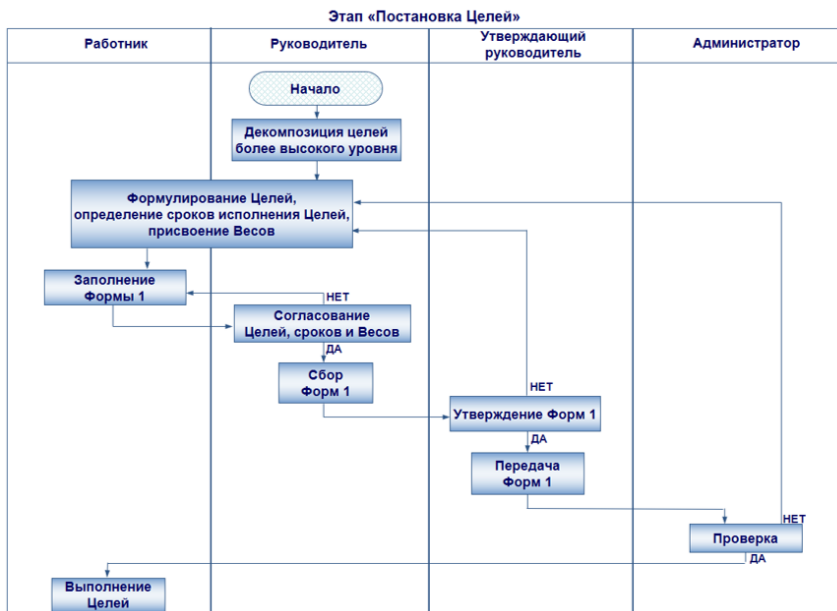 Этап «Постановка Целей»
Работник
Руководитель
Утверждающий
руководитель
Администратор
Начало
Декомпозиция целей
более высокого уровня
Формулирование Целей,
определение сроков исполнения Целей,
присвоение Весов
Заполнение
Формы 1
НЕТ
Согласование
Целей, сроков и Весов
ДА
Сбор
Форм 1
НЕТ
Утверждение Форм 1
ДА
Передача
Форм 1
НЕТ
Проверка
ДА
Выполнение
Целей